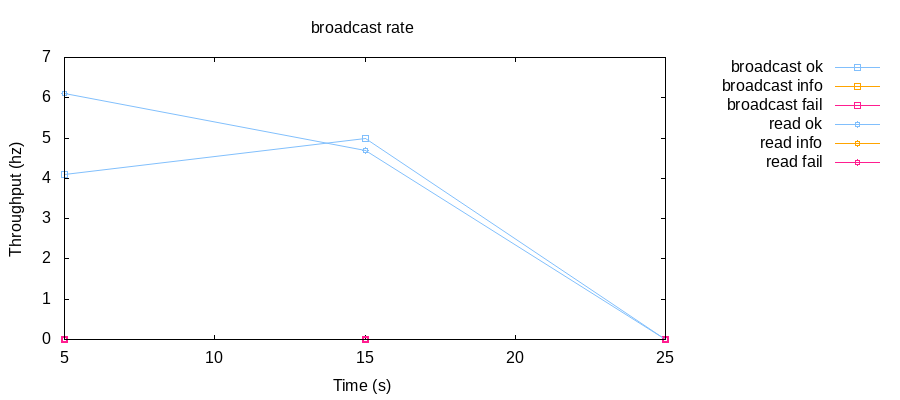 broadcast rate
7
6
5
4
3
2
1
0
Throughput (hz)
5 10 15 20 25
Time (s)
broadcast ok
broadcast info
broadcast fail
read ok
read info
read fail